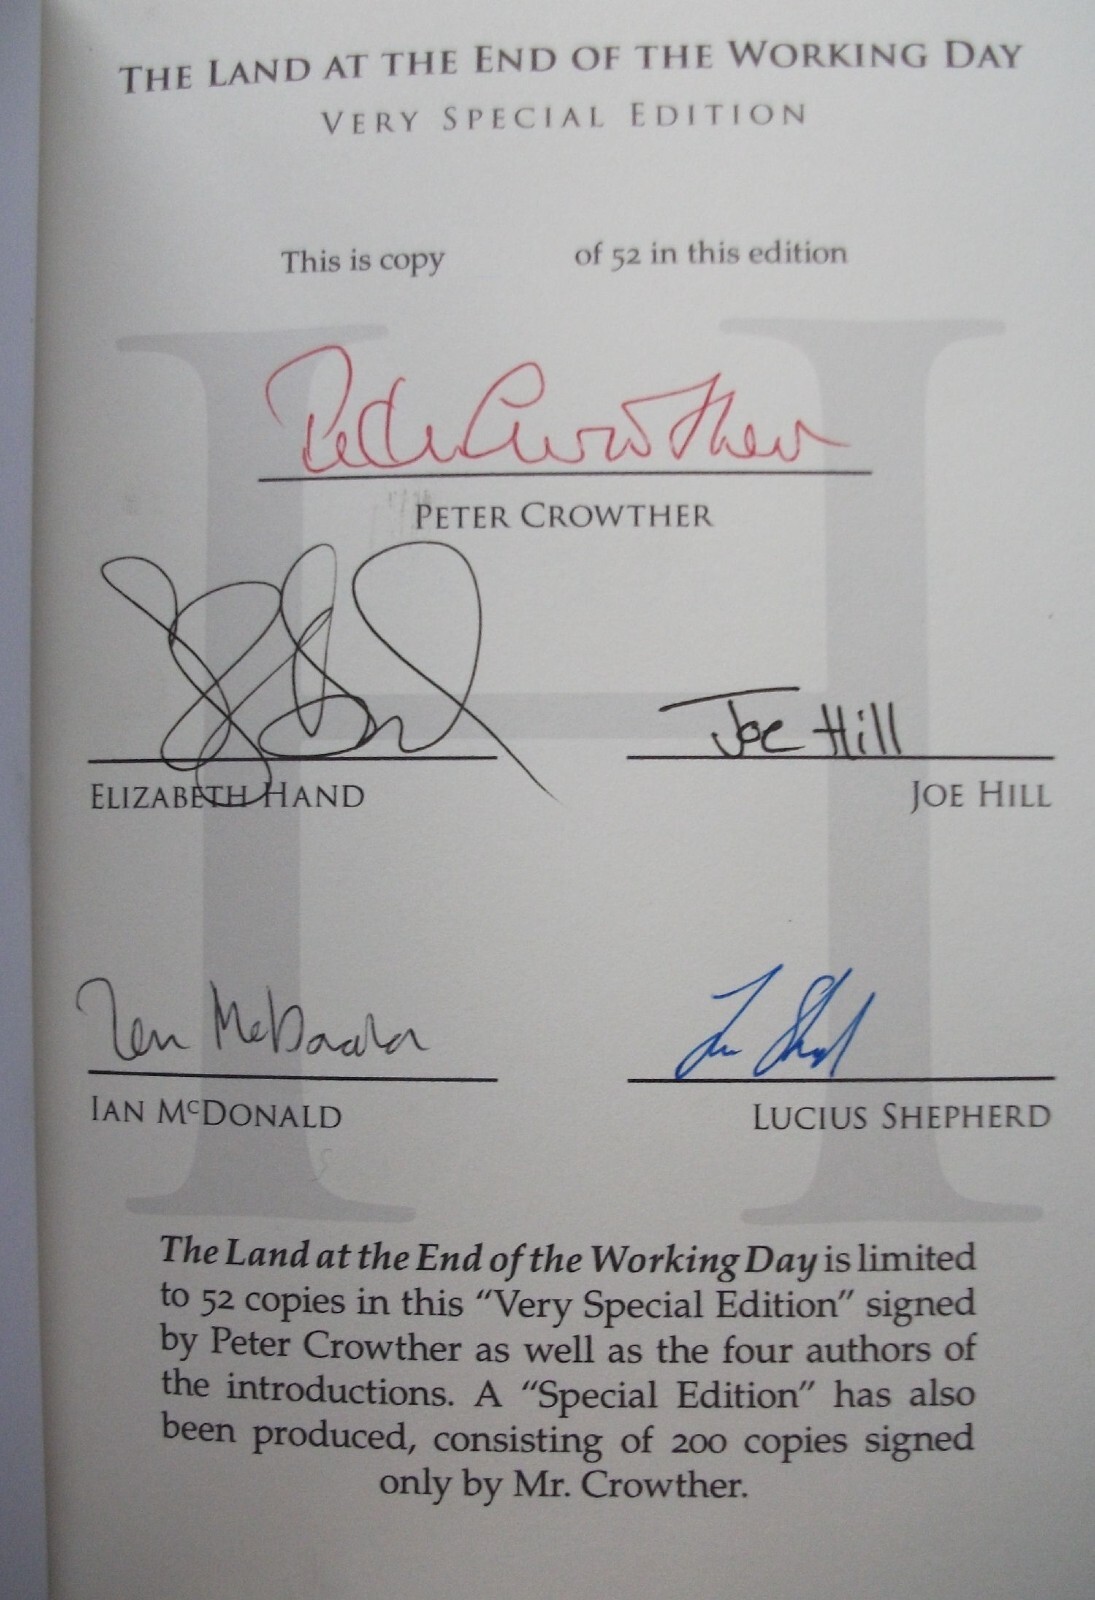 THE LAND AT THE END OF THE WORKING DAY
VERY SPECIAL EDITION
This is copy of 52 in this edition
Peter Crowther
PETER CROWTHER
Joe Hill
ELIZABETH HAND JOE HILL
Ian McDonald
IAN McDONALD LUCIUS SHEPHERD
The Land at the End of the Working Day is limited
to 52 copies in this “Very Special Edition” signed
by Peter Crowther as well as the four authors of
the introductions. A “Special Edition” has also
been produced, consisting of 200 copies signed
only by Mr. Crowther.